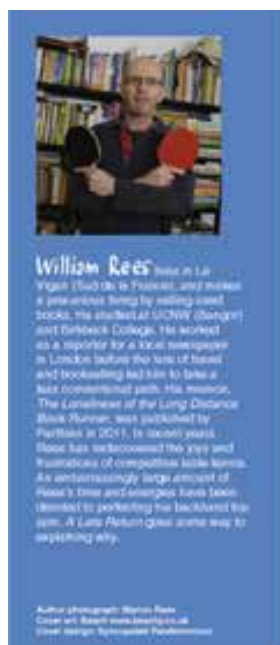 William Rees lives in Le
Vigan (Sud de la France), and makes
a precarious living by selling used
books. He studied at UCNW (Bangor)
and Birkbeck College. He worked
as a reporter for a local newspaper
in London before the lure of travel
and bookselling led him to take a
less conventional path. His memoir,
The Loneliness of the Long Distance
Book Runner, was published by
Parthian in 2011. In recent years
Rees has rediscovered the joys and
frustrations of competitive table tennis.
An embarrassingly large amount of
Rees's time and energies have been
devoted to perfecting his backhand top
spin. A Late Return goes some way to
explaining why.
Author photograph: Rees
Cover art:
Cover design: Syncopated Pandemonium